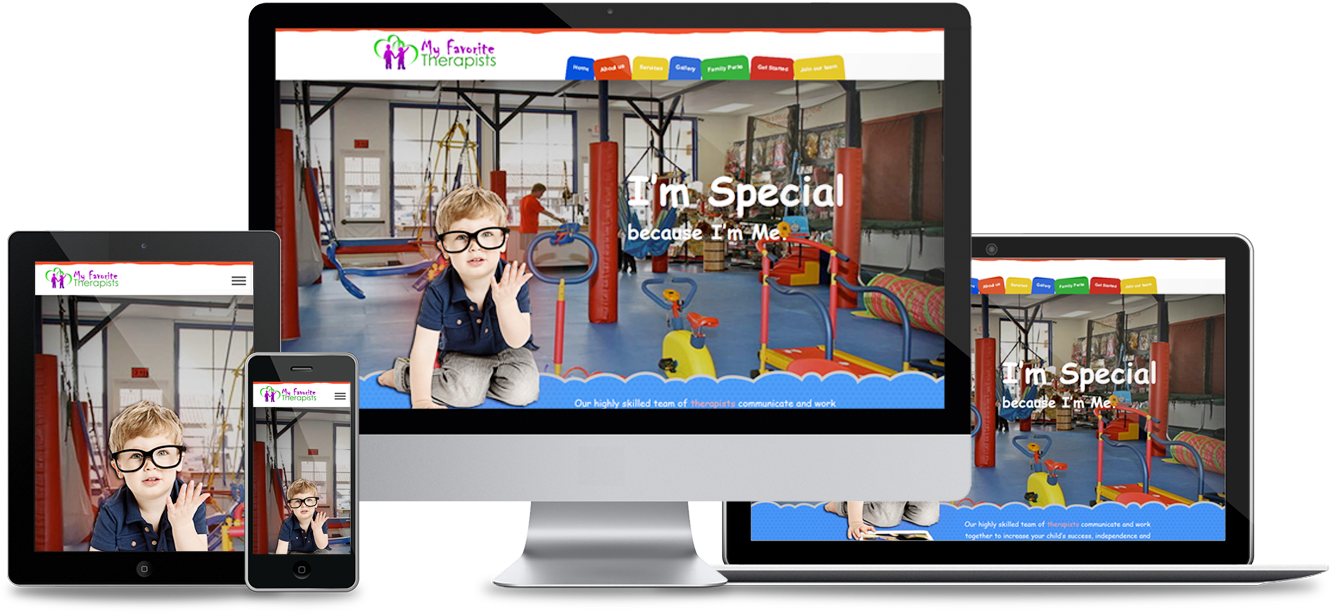 My Favorite
Therapists
Home About us Services Gallery Family Perks Get Started Join our team
I'm Special
because I'm Me.
Our highly skilled team of therapists communicate and work
My Favorite
Therapists
My Favorite
Therapists
About us Services Gallery Family Perks Get Started Join our team
I'm Special
because I'm Me.
Our highly skilled team of therapists communicate and work
together to increase your child's success, independence and